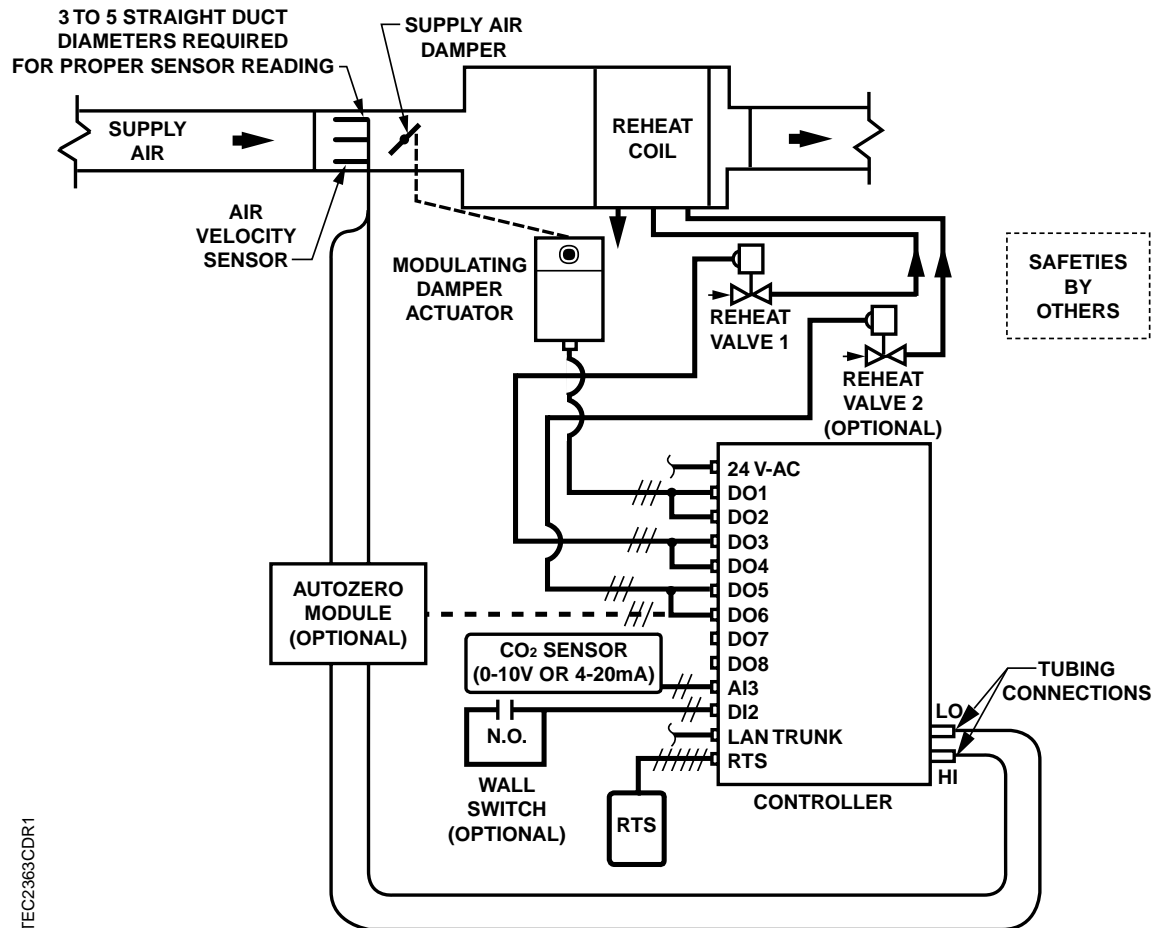 3 TO 5 STRAIGHT DUCT
DIAMETERS REQUIRED
FOR PROPER SENSOR READING
SUPPLY AIR
DAMPER
SUPPLY
AIR
REHEAT
COIL
AIR
VELOCITY
SENSOR
MODULATING
DAMPER
ACTUATOR
REHEAT
VALVE 1
REHEAT
VALVE 2
(OPTIONAL)
SAFETIES
BY
OTHERS
24 V-AC
DO1
DO2
DO3
DO4
DO5
DO6
DO7
DO8
AI3
DI2
LAN TRUNK
RTS
AUTOZERO
MODULE
(OPTIONAL)
CO₂ SENSOR
(0-10V OR 4-20mA)
N.O.
WALL
SWITCH
(OPTIONAL)
RTS
CONTROLLER
LO
HI
TUBING
CONNECTIONS
TEC2363CDR1